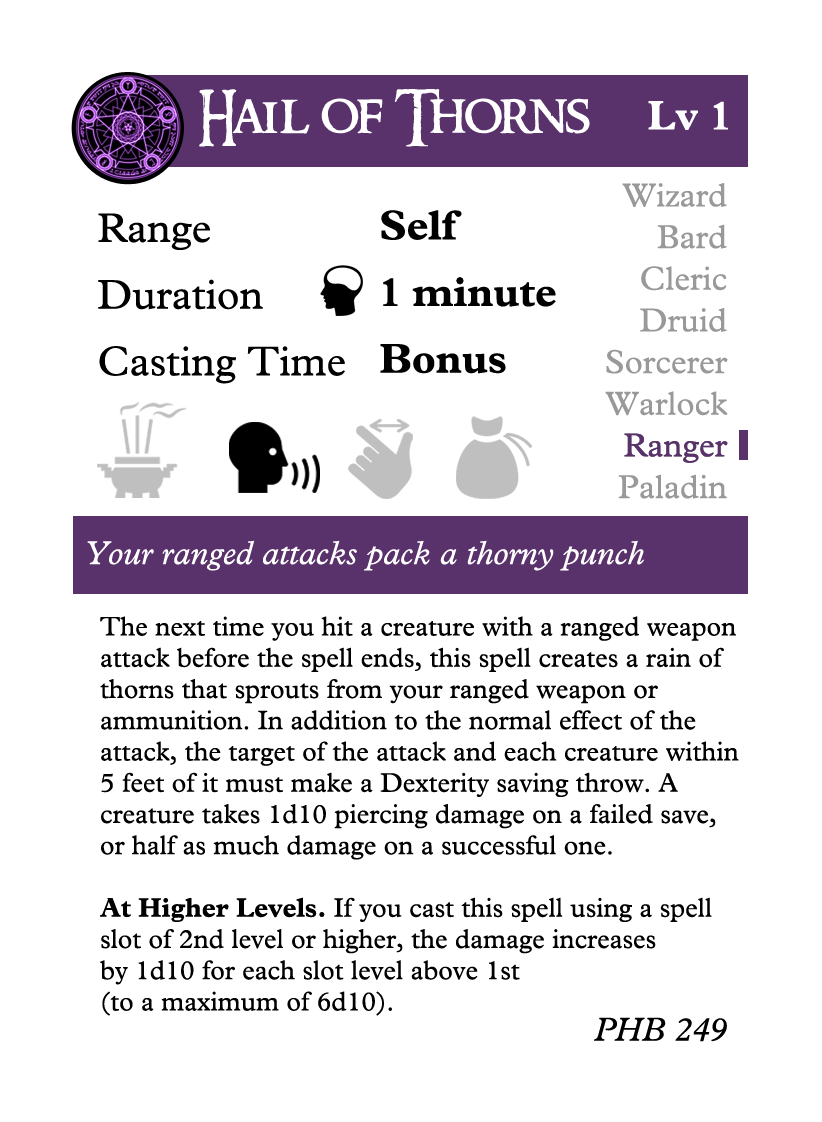 HAIL OF THORNS Lv 1
Wizard
Range Self
Bard
Cleric
Duration 1 minute
Druid
Casting Time Bonus
Sorcerer
Warlock
Ranger
Paladin
Your ranged attacks pack a thorny punch
The next time you hit a creature with a ranged weapon
attack before the spell ends, this spell creates a rain of
thorns that sprouts from your ranged weapon or
ammunition. In addition to the normal effect of the
attack, the target of the attack and each creature within
5 feet of it must make a Dexterity saving throw. A
creature takes 1d10 piercing damage on a failed save,
or half as much damage on a successful one.
At Higher Levels. If you cast this spell using a spell
slot of 2nd level or higher, the damage increases
by 1d10 for each slot level above 1st
(to a maximum of 6d10).
PHB 249